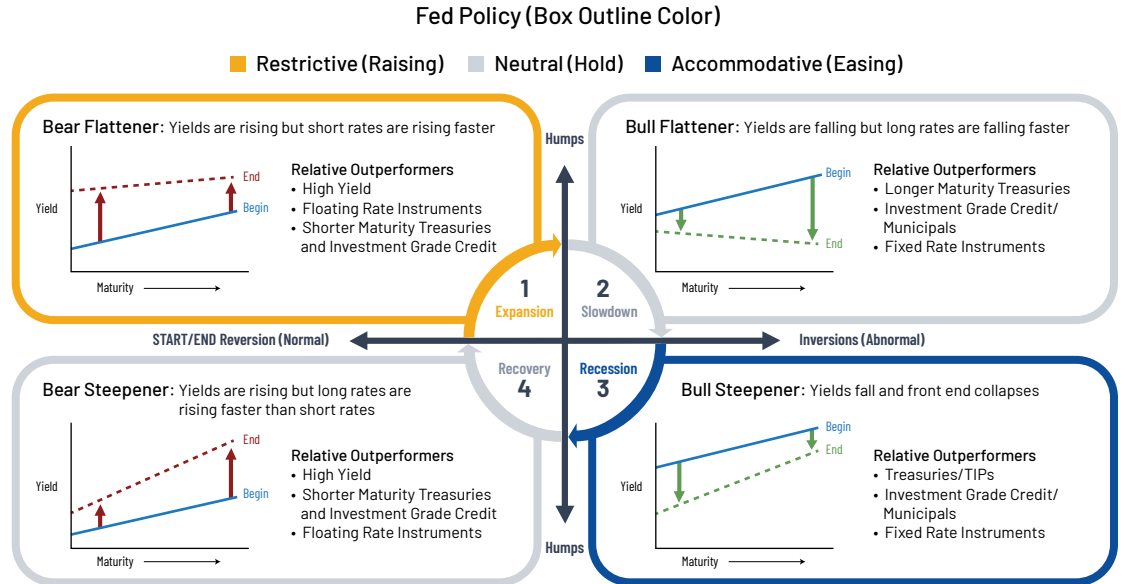 Fed Policy (Box Outline Color)
Restrictive (Raising)
Neutral (Hold)
Accommodative (Easing)
Bear Flattener: Yields are rising but short rates are rising faster
Yield
End
Begin
Maturity
Relative Outperformers
• High Yield
• Floating Rate Instruments
• Shorter Maturity Treasuries
and Investment Grade Credit
Humps
Bull Flattener: Yields are falling but long rates are falling faster
Yield
Begin
End
Maturity
Relative Outperformers
• Longer Maturity Treasuries
• Investment Grade Credit/
Municipals
• Fixed Rate Instruments
1
Expansion
2
Slowdown
START/END Reversion (Normal)
Inversions (Abnormal)
Recovery
4
Recession
3
Bear Steepener: Yields are rising but long rates are
rising faster than short rates
Yield
End
Begin
Maturity
Relative Outperformers
• High Yield
• Shorter Maturity Treasuries
and Investment Grade Credit
• Floating Rate Instruments
Humps
Bull Steepener: Yields fall and front end collapses
Yield
Begin
End
Maturity
Relative Outperformers
• Treasuries/TIPs
• Investment Grade Credit/
Municipals
• Fixed Rate Instruments